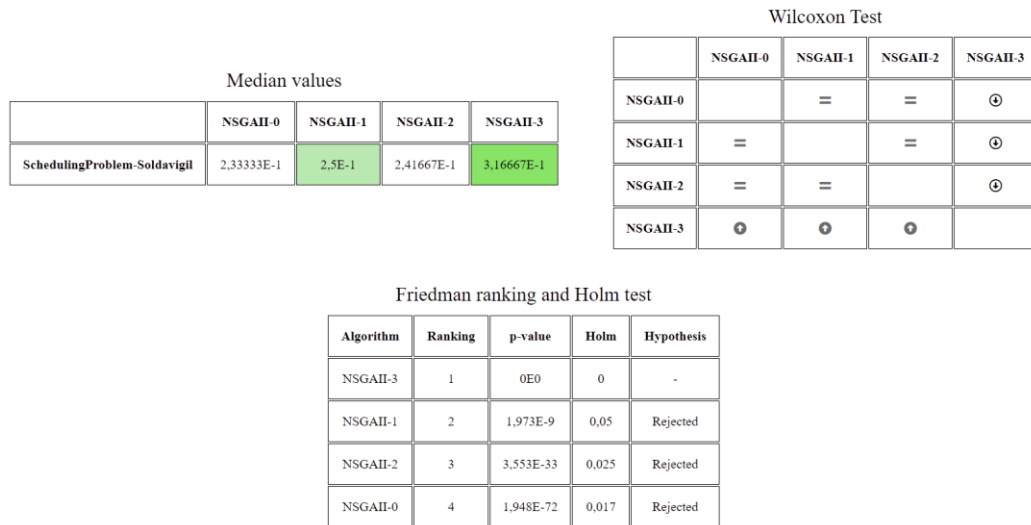 Median values
NSGAII-0 NSGAII-1 NSGAII-2 NSGAII-3
SchedulingProblem-Soldavigil 2,33333E-1 2,5E-1 2,41667E-1 3,16667E-1
Wilcoxon Test
NSGAII-0 NSGAII-1 NSGAII-2 NSGAII-3
NSGAII-0 = =
NSGAII-1 = =
NSGAII-2 = =
NSGAII-3
Friedman ranking and Holm test
Algorithm Ranking p-value Holm Hypothesis
NSGAII-3 1 0E0 0 -
NSGAII-1 2 1,973E-9 0,05 Rejected
NSGAII-2 3 3,553E-33 0,025 Rejected
NSGAII-0 4 1,948E-72 0,017 Rejected